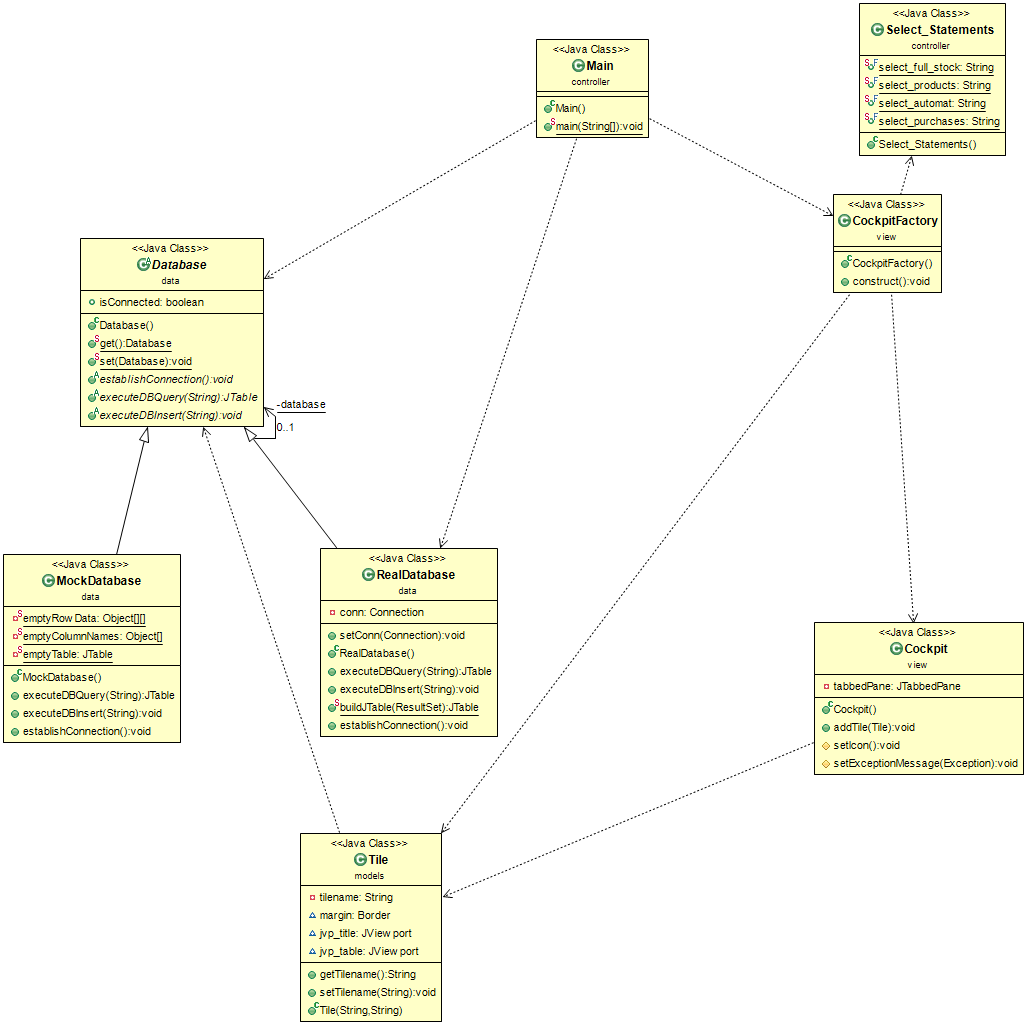 <<Java Class>>
Select_Statements
controller
select_full_stock: String
select_products: String
select_automat: String
select_purchases: String
Select_Statements()
<<Java Class>>
Main
controller
Main()
main(String[]):void
<<Java Class>>
CockpitFactory
view
CockpitFactory()
construct():void
<<Java Class>>
Database
data
isConnected: boolean
Database()
get():Database
set(Database):void
establishConnection():void
executeDBQuery(String):JTable
executeDBInsert(String):void
-database
0..1
<<Java Class>>
MockDatabase
data
emptyRowData: Object[][]
emptyColumnNames: Object[]
emptyTable: JTable
MockDatabase()
executeDBQuery(String):JTable
executeDBInsert(String):void
establishConnection():void
<<Java Class>>
RealDatabase
data
conn: Connection
setConn(Connection):void
RealDatabase()
executeDBQuery(String):JTable
executeDBInsert(String):void
buildJTable(ResultSet):JTable
establishConnection():void
<<Java Class>>
Cockpit
view
tabbedPane: JTabbedPane
Cockpit()
addTile(Tile):void
setIcon():void
setExceptionMessage(Exception):void
<<Java Class>>
Tile
models
tilename: String
margin: Border
jvp_title: JViewport
jvp_table: JViewport
getTilename():String
setTilename(String):void
Tile(String,String)